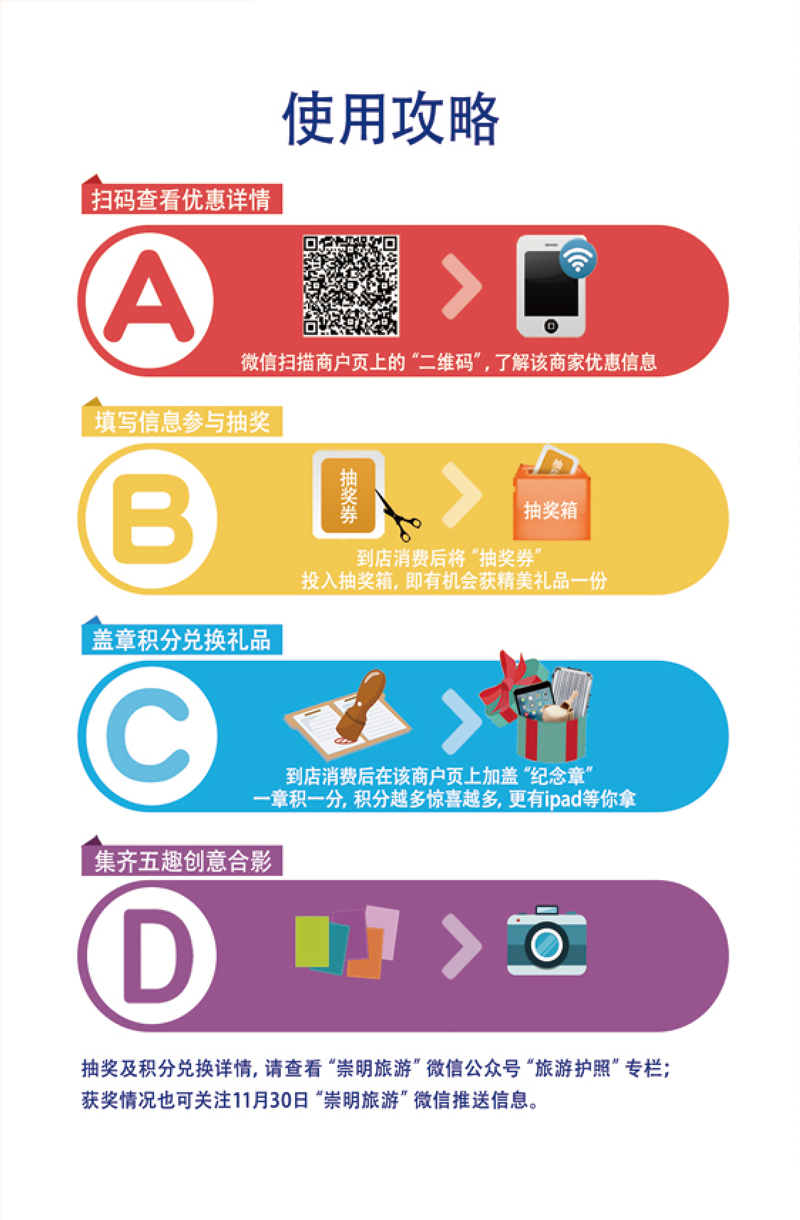 使用攻略
扫码查看优惠详情
A
微信扫描商户页上的“二维码”, 了解该商家优惠信息
填写信息参与抽奖
B
抽奖券
抽奖箱
到店消费后将“抽奖券”
投入抽奖箱, 即有机会获精美礼品一份
盖章积分兑换礼品
C
到店消费后在该商户页上加盖“纪念章”
一章积一分, 积分越多惊喜越多, 更有ipad等你拿
集齐五趣创意合影
D
抽奖及积分兑换详情, 请查看“崇明旅游”微信公众号“旅游护照”专栏;
获奖情况也可关注11月30日“崇明旅游”微信推送信息。